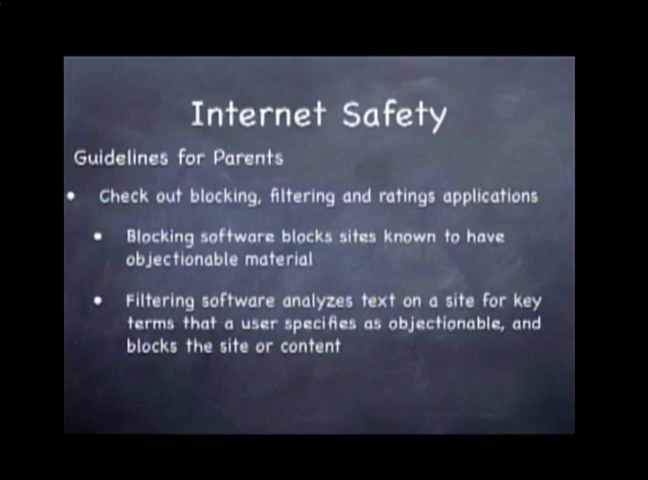 Internet Safety
Guidelines for Parents
• Check out blocking, filtering and ratings applications
• Blocking software blocks sites known to have
objectionable material
• Filtering software analyzes text on a site for key
terms that a user specifies as objectionable, and
blocks the site or content